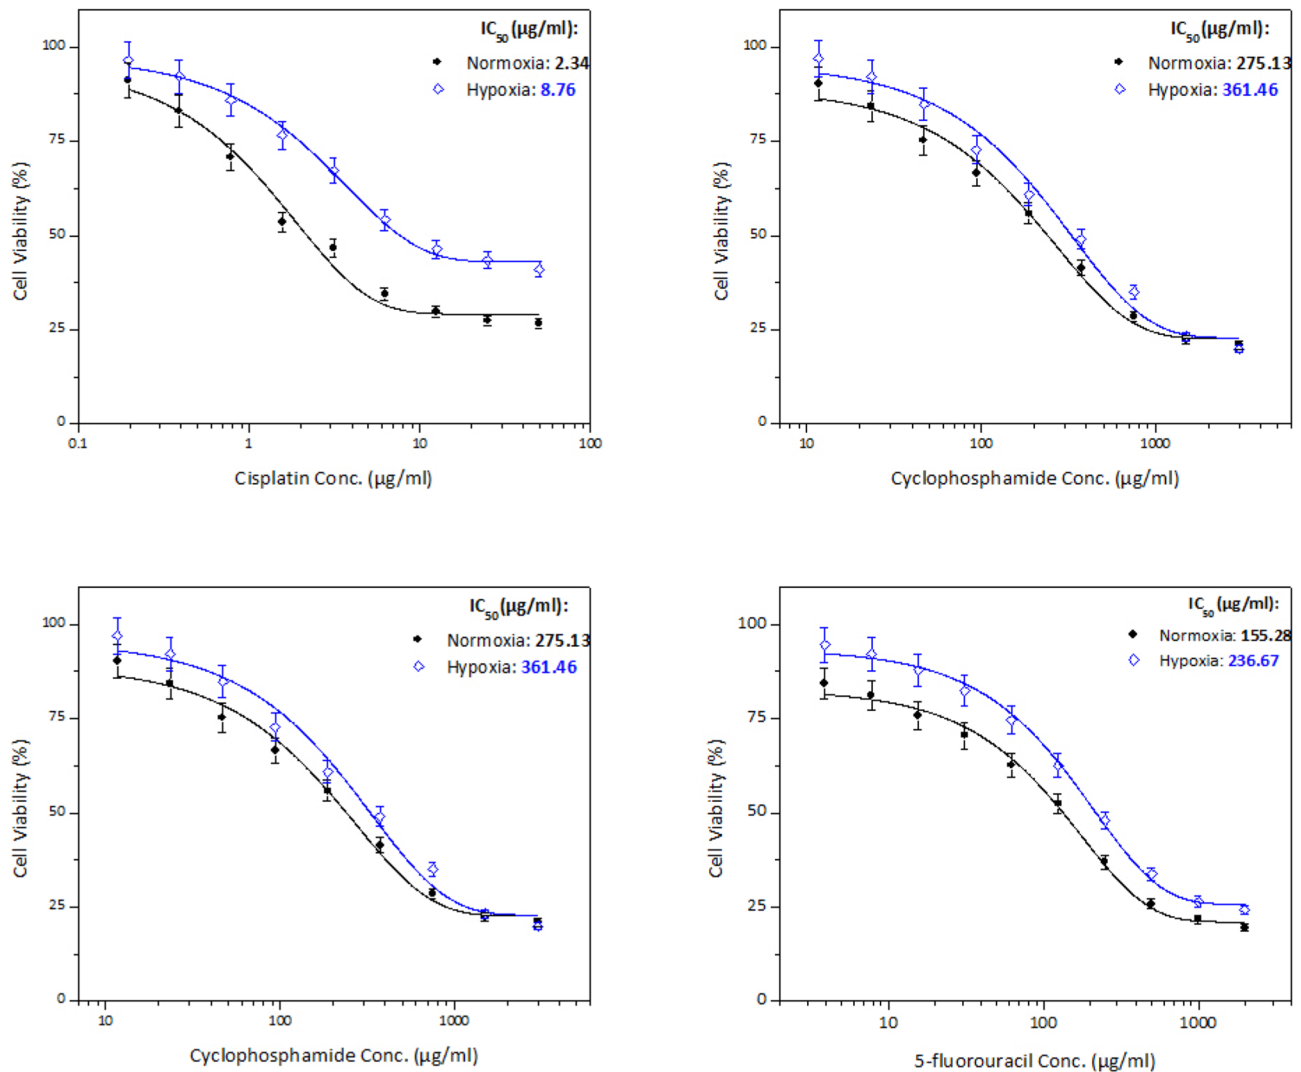 IC50 (µg/ml):
Normoxia: 2.34
Hypoxia: 8.76
100
75
50
25
0
Cell Viability (%)
0.1 1 10 100
Cisplatin Conc. (µg/ml)
IC50 (µg/ml):
Normoxia: 275.13
Hypoxia: 361.46
100
75
50
25
0
Cell Viability (%)
10 100 1000
Cyclophosphamide Conc. (µg/ml)
IC50 (µg/ml):
Normoxia: 275.13
Hypoxia: 361.46
100
75
50
25
0
Cell Viability (%)
10 100 1000
Cyclophosphamide Conc. (µg/ml)
IC50 (µg/ml):
Normoxia: 155.28
Hypoxia: 236.67
100
75
50
25
0
Cell Viability (%)
10 100 1000
5-fluorouracil Conc. (µg/ml)